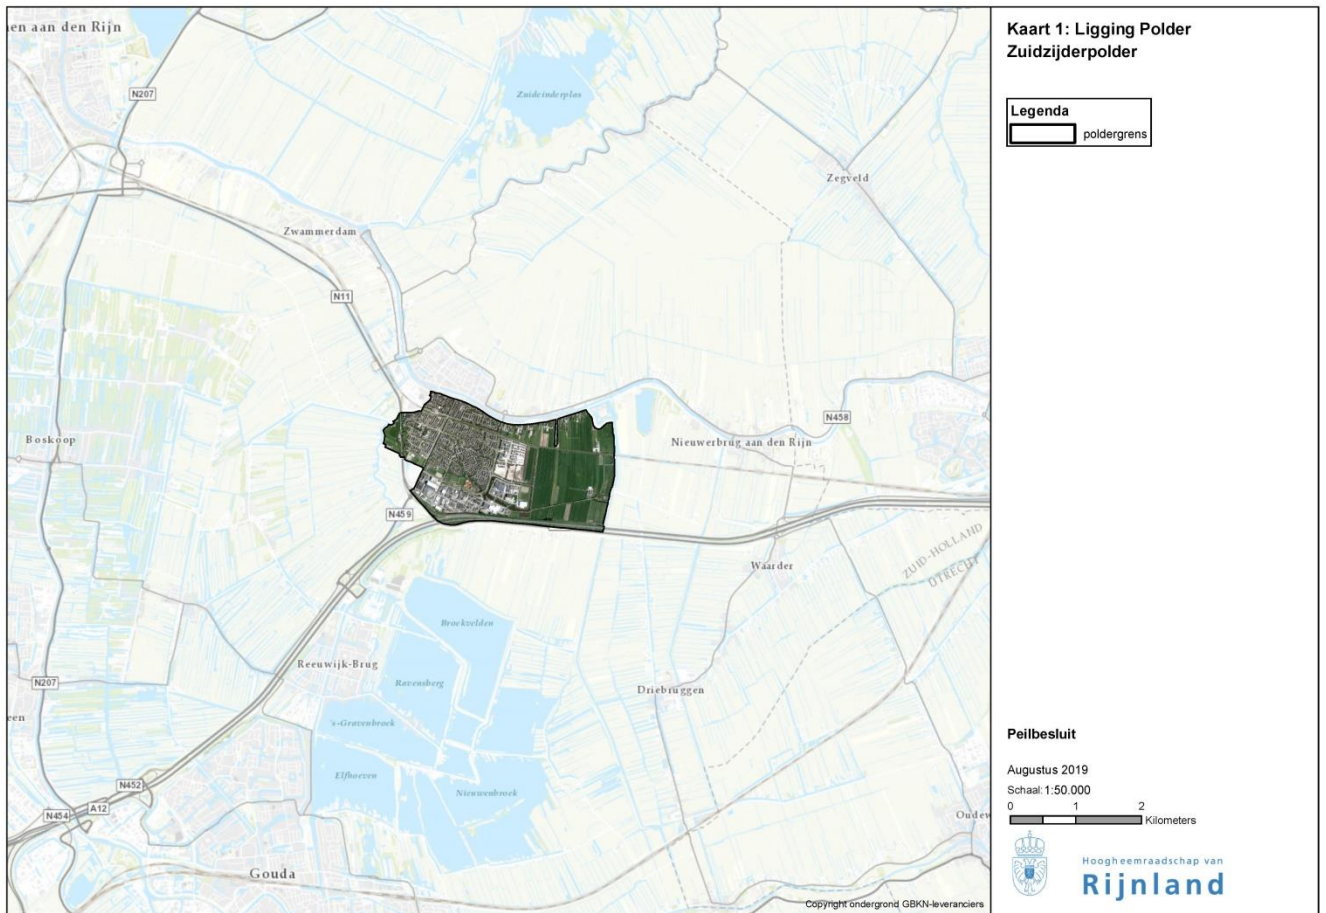 Kaart 1: Ligging Polder
Zuidzijderpolder
Legenda
poldergrens
nen aan den Rijn
N207
Zuideinderplas
Zegveld
Zwammerdam
N11
Boskoop
N458
Nieuwerbrug aan den Rijn
N459
Waarder
ZUID-HOLLAND
UTRECHT
Broekvelden
Reeuwijk-Brug
Ravensberg
N207
Driebruggen
een
's-Gravenbroek
Elfhoeven
N452
Nieuwenbroek
A12
N454
Oudew
Gouda
Copyright ondergrond GBKN-leveranciers
Peilbesluit
Augustus 2019
Schaal: 1:50.000
0 1 2
Kilometers
Hoogheemraadschap van
Rijnland